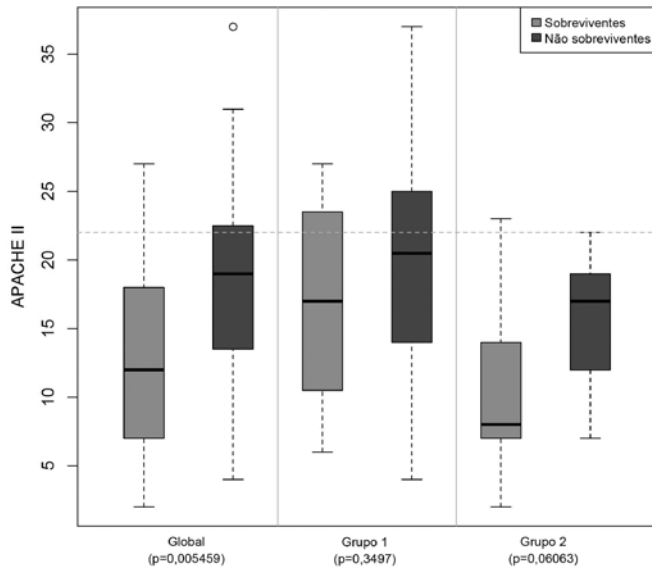 Sobreviventes
Não sobreviventes
APACHE II
35
30
25
20
15
10
5
Global
(p=0,005459)
Grupo 1
(p=0,3497)
Grupo 2
(p=0,06063)